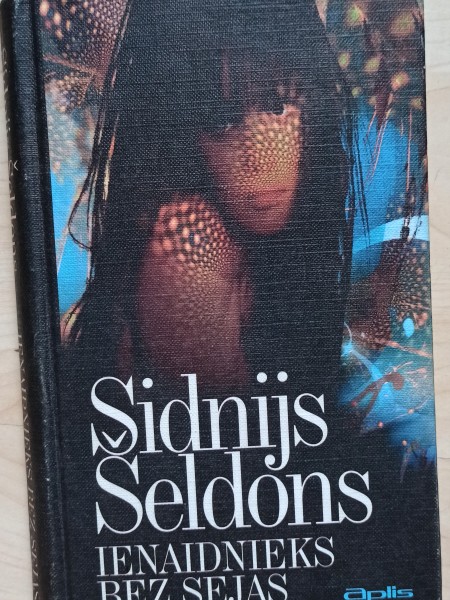 Sidnijs
Šeldons
IENAIDNIEKS
BEZ SEJAS
aplis